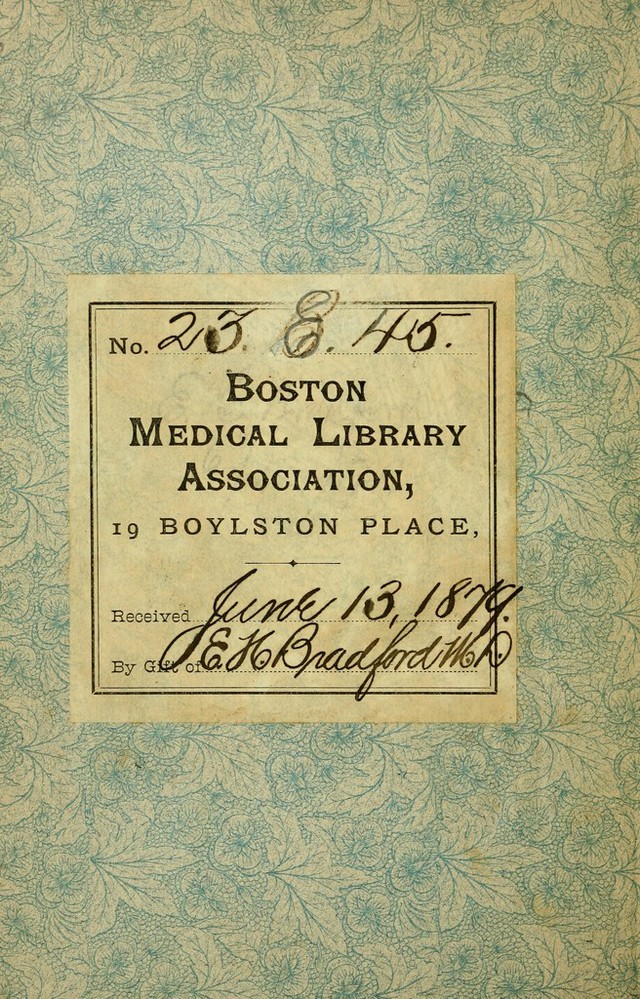 No. 23. E. 45.
BOSTON
MEDICAL LIBRARY
ASSOCIATION,
19 BOYLSTON PLACE,
Received June 13, 1879.
By Gift of E H Bradford M.D